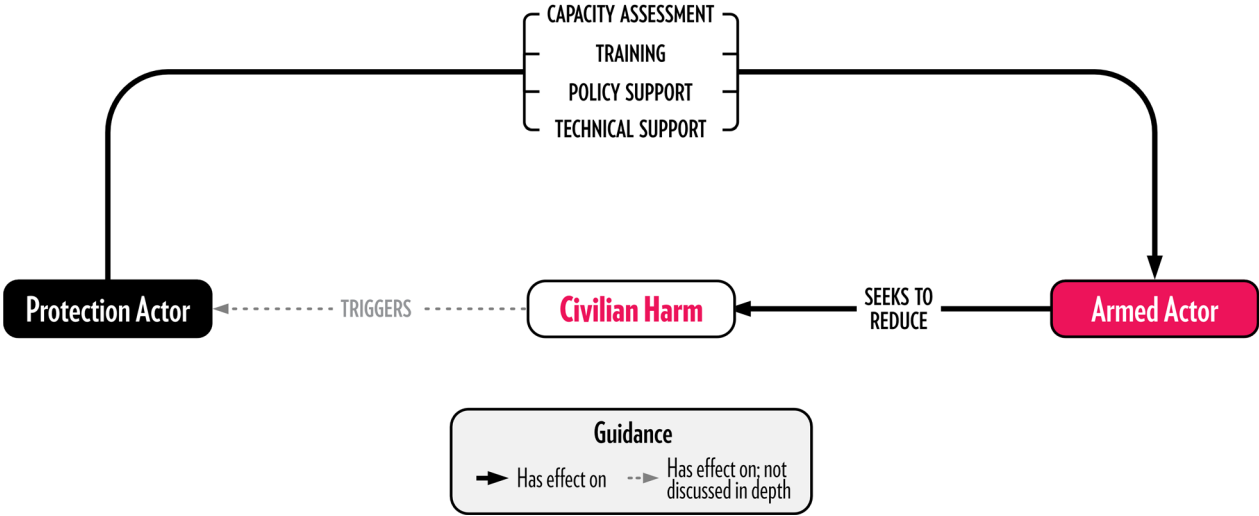 CAPACITY ASSESSMENT
TRAINING
POLICY SUPPORT
TECHNICAL SUPPORT
Protection Actor
TRIGGERS
Civilian Harm
SEEKS TO
REDUCE
Armed Actor
Guidance
Has effect on
Has effect on; not
discussed in depth